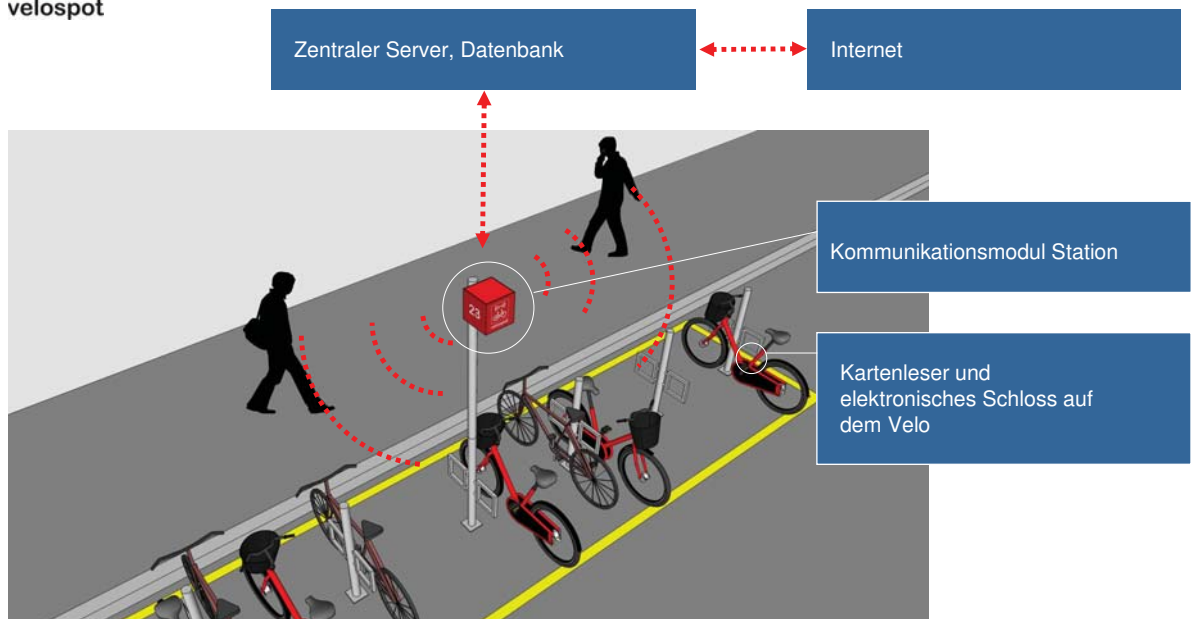 velospot
Zentraler Server, Datenbank
Internet
Kommunikationsmodul Station
23
Kartenleser und
elektronisches Schloss auf
dem Velo